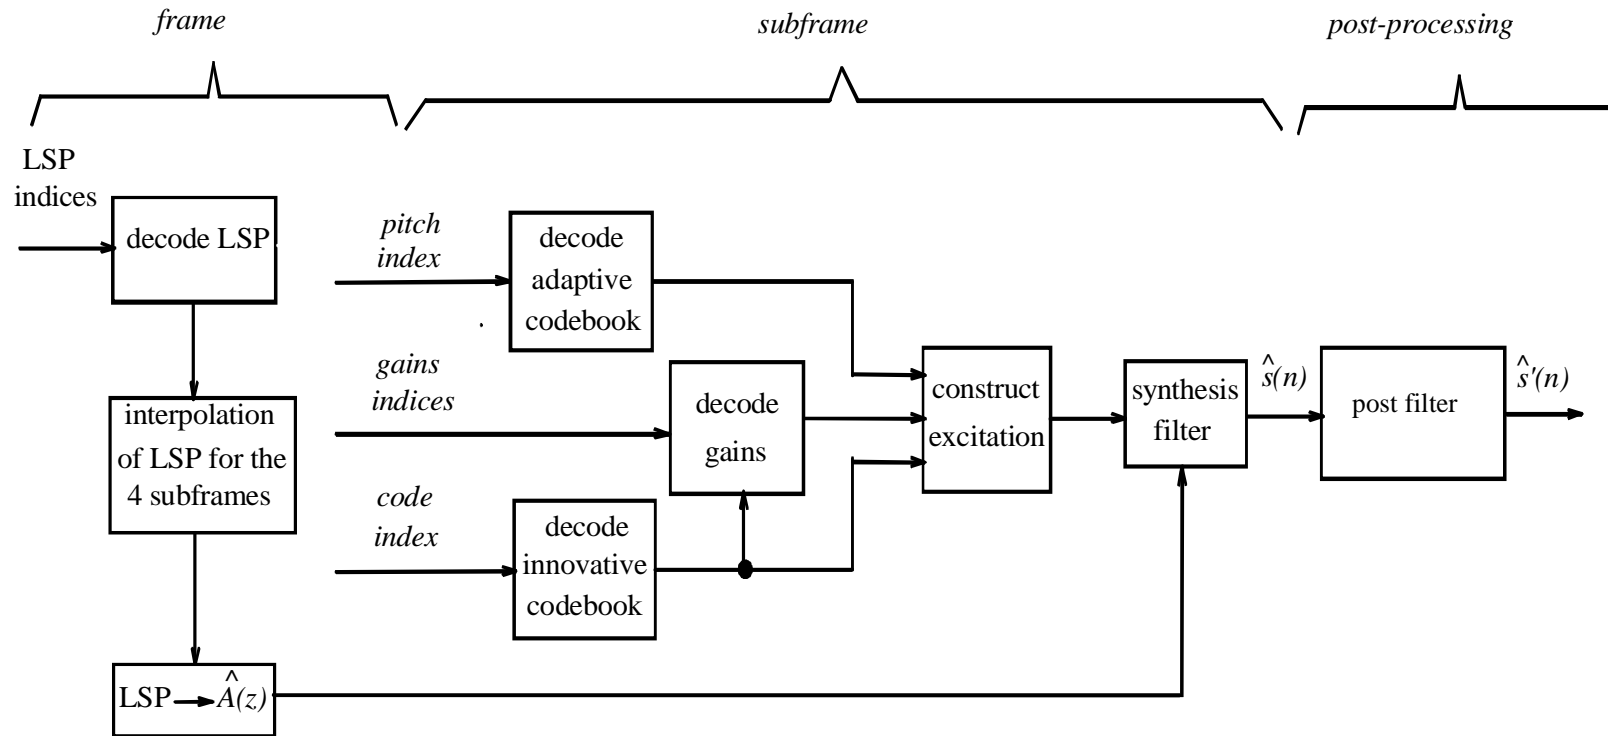 frame
subframe
post-processing
LSP
indices
decode LSP
interpolation
of LSP for the
4 subframes
LSP → Â(z)
pitch
index
decode
adaptive
codebook
gains
indices
decode
gains
code
index
decode
innovative
codebook
construct
excitation
synthesis
filter
ŝ(n)
post filter
ŝ'(n)